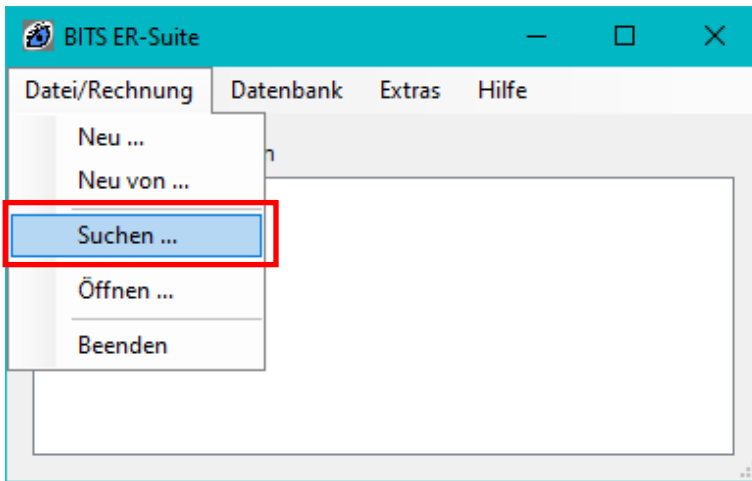 BITS ER-Suite
Datei/Rechnung Datenbank Extras Hilfe
Neu ...
Neu von ...
Suchen ...
Öffnen ...
Beenden